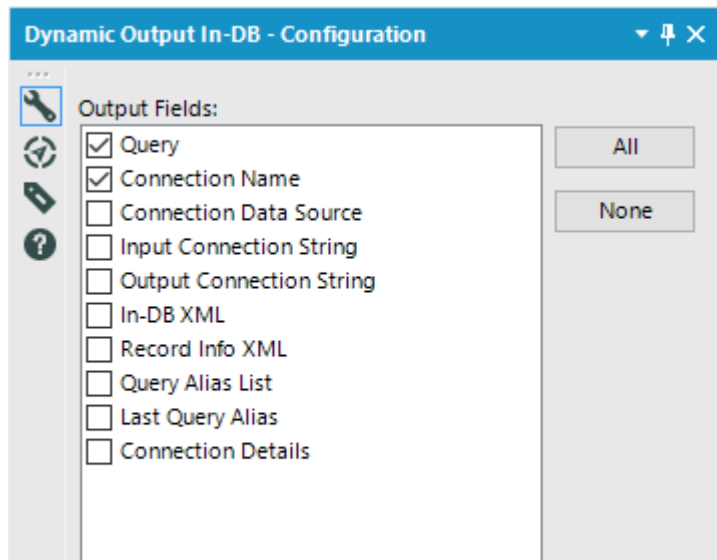 Dynamic Output In-DB - Configuration
Output Fields:
Query
Connection Name
Connection Data Source
Input Connection String
Output Connection String
In-DB XML
Record Info XML
Query Alias List
Last Query Alias
Connection Details
All
None